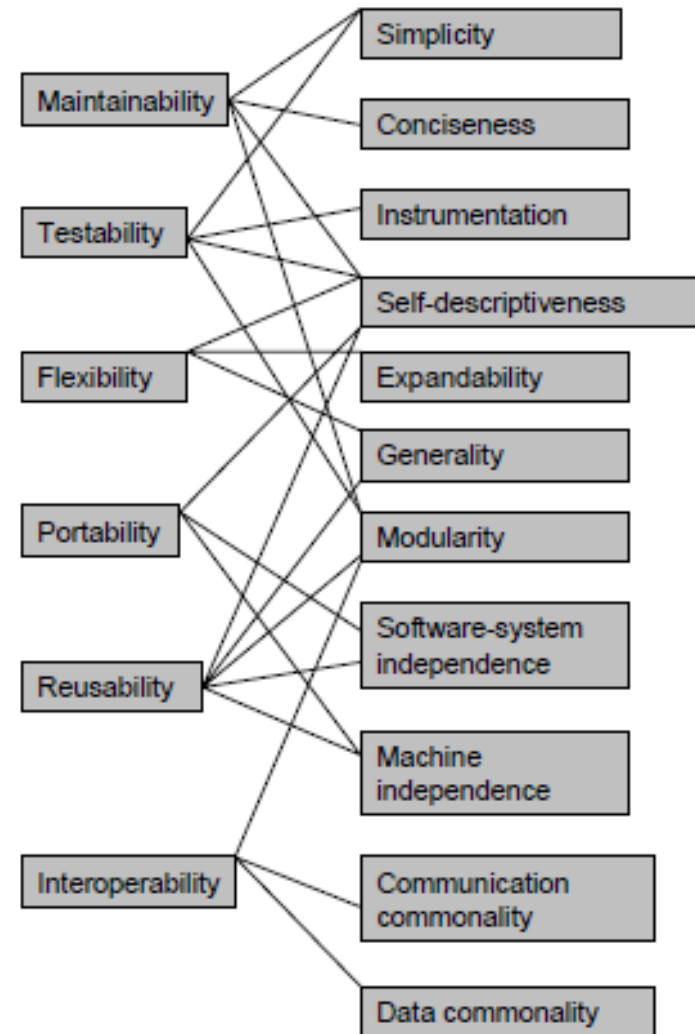 Maintainability
Testability
Flexibility
Portability
Reusability
Interoperability
Simplicity
Conciseness
Instrumentation
Self-descriptiveness
Expandability
Generality
Modularity
Software-system
independence
Machine
independence
Communication
commonality
Data commonality